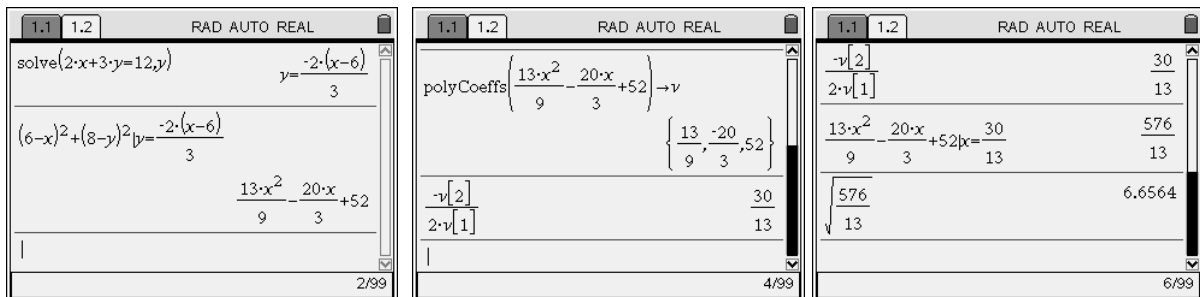 1.1 1.2 RAD AUTO REAL
solve(2·x+3·y=12,y)
y=-2·(x-6)/3
(6-x)²+(8-y)²|y=-2·(x-6)/3
13·x²/9-20·x/3+52
2/99
1.1 1.2 RAD AUTO REAL
polyCoeffs(13·x²/9-20·x/3+52)→v
{13/9,-20/3,52}
-v[2]/2·v[1]
30/13
4/99
1.1 1.2 RAD AUTO REAL
-v[2]/2·v[1]
30/13
13·x²/9-20·x/3+52|x=30/13
576/13
√576/13
6.6564
6/99